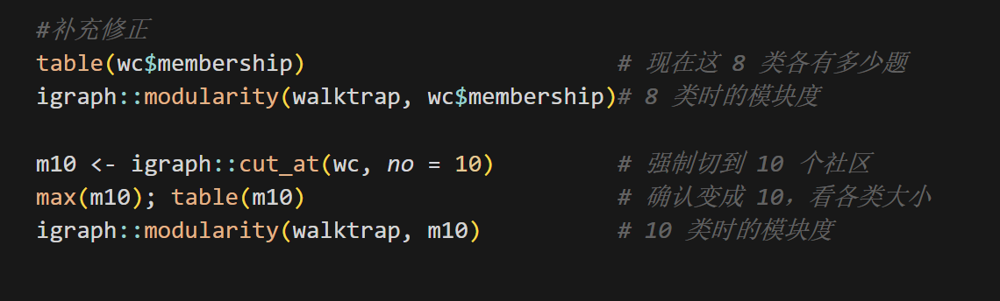 #补充修正
table(wc$membership) # 现在这 8 类各有多少题
igraph::modularity(walktrap, wc$membership)# 8 类时的模块度
m10 <- igraph::cut_at(wc, no = 10) # 强制切到 10 个社区
max(m10); table(m10) # 确认变成 10，看各类大小
igraph::modularity(walktrap, m10) # 10 类时的模块度